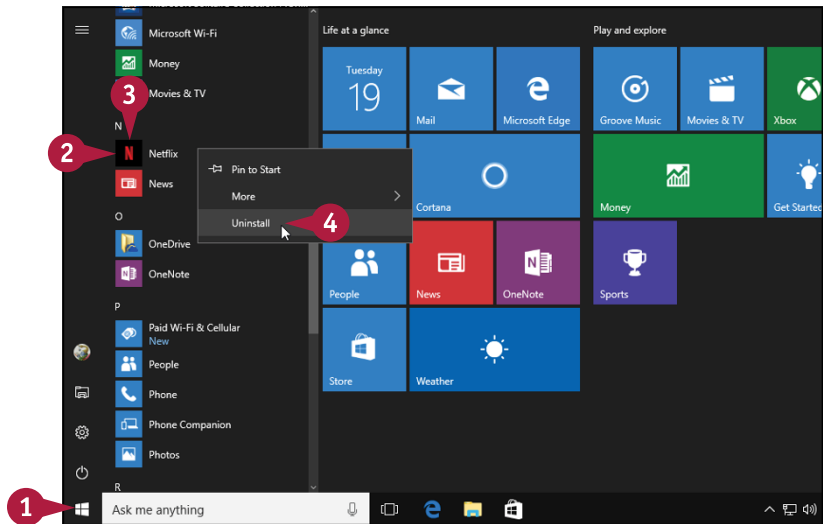 Microsoft Wi-Fi
Money
3
Movies & TV
N
2
N
Netflix
News
O
OneDrive
OneNote
N
P
Paid Wi-Fi & Cellular
New
People
Phone
Phone Companion
Photos
R
Pin to Start
More
Uninstall
4
Life at a glance
Tuesday
19
Mail
Microsoft Edge
Cortana
People
News
OneNote
N
Store
Weather
Play and explore
Groove Music
Movies & TV
Xbox
Money
Get Started
Sports
1
Ask me anything